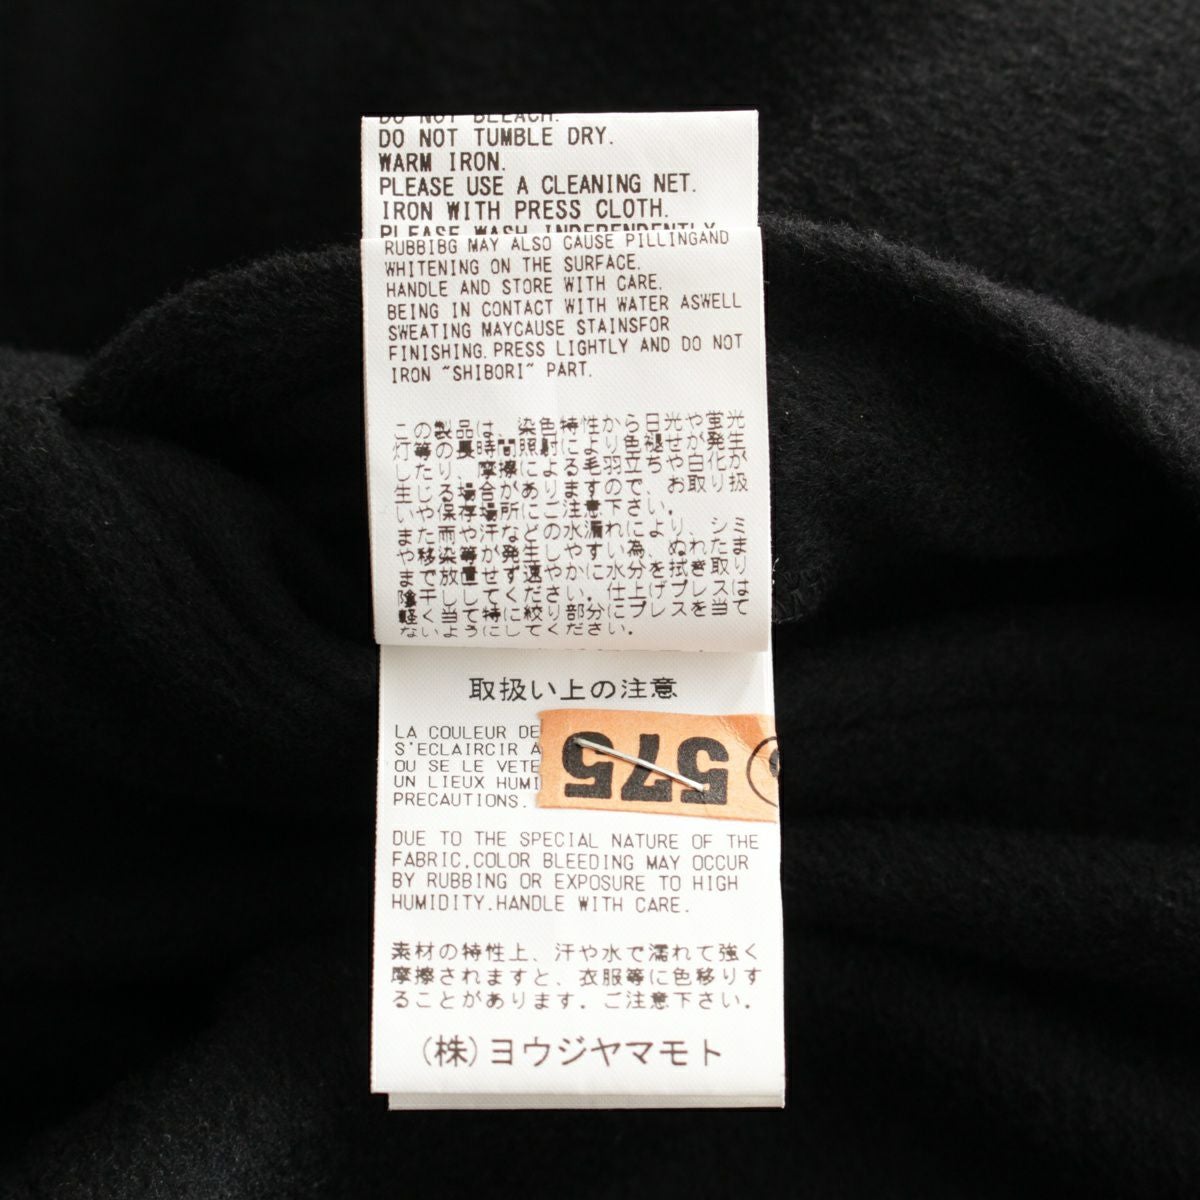 DO NOT BLEACH.
DO NOT TUMBLE DRY.
WARM IRON.
PLEASE USE A CLEANING NET.
IRON WITH PRESS CLOTH.
PLEASE WASH INDEPENDENTLY
RUBBIBG MAY ALSO CAUSE PILLINGAND
WHITENING ON THE SURFACE.
HANDLE AND STORE WITH CARE.
BEING IN CONTACT WITH WATER ASWELL
SWEATING MAYCAUSE STAINSFOR
FINISHING.PRESS LIGHTLY AND DO NOT
IRON "SHIBORI" PART.
この製品は、染色特性から日光や蛍光
灯等の長時間照射により色褪せが発生
したり、摩擦による毛羽立ちや白化が
生じる場合がありますので、お取り扱
いや保存場所にご注意下さい。
また雨や汗などの水漏れにより、シミ
や移染等が発生しやすい為、ぬれたま
まで放置せず速やかに水分を拭き取り
陰干ししてください。仕上げプレスは
軽く当て特に絞り部分にプレスを当て
ないようにしてください。
取扱い上の注意
LA COULEUR DE
S'ECLAIRCIR A
OU SE LE VETE
UN LIEUX HUMI
PRECAUTIONS.
575
DUE TO THE SPECIAL NATURE OF THE
FABRIC,COLOR BLEEDING MAY OCCUR
BY RUBBING OR EXPOSURE TO HIGH
HUMIDITY.HANDLE WITH CARE.
素材の特性上、汗や水で濡れて強く
摩擦されますと、衣服等に色移りす
ることがあります。ご注意下さい。
(株)ヨウジヤマモト